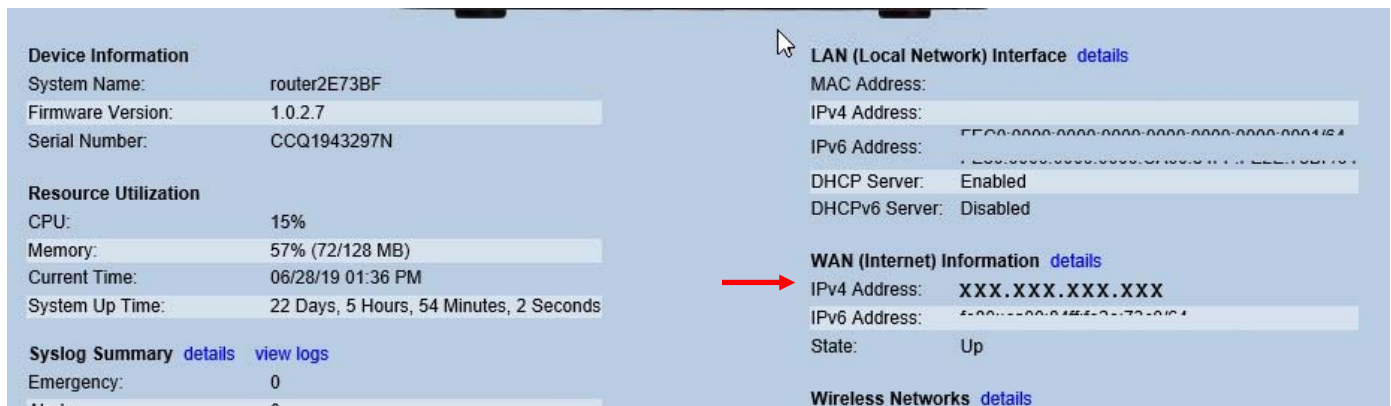 Device Information
System Name: router2E73BF
Firmware Version: 1.0.2.7
Serial Number: CCQ1943297N
Resource Utilization
CPU: 15%
Memory: 57% (72/128 MB)
Current Time: 06/28/19 01:36 PM
System Up Time: 22 Days, 5 Hours, 54 Minutes, 2 Seconds
Syslog Summary details view logs
Emergency: 0
LAN (Local Network) Interface details
MAC Address:
IPv4 Address:
IPv6 Address:
DHCP Server: Enabled
DHCPv6 Server: Disabled
WAN (Internet) Information details
IPv4 Address: XXX.XXX.XXX.XXX
IPv6 Address:
State: Up
Wireless Networks details